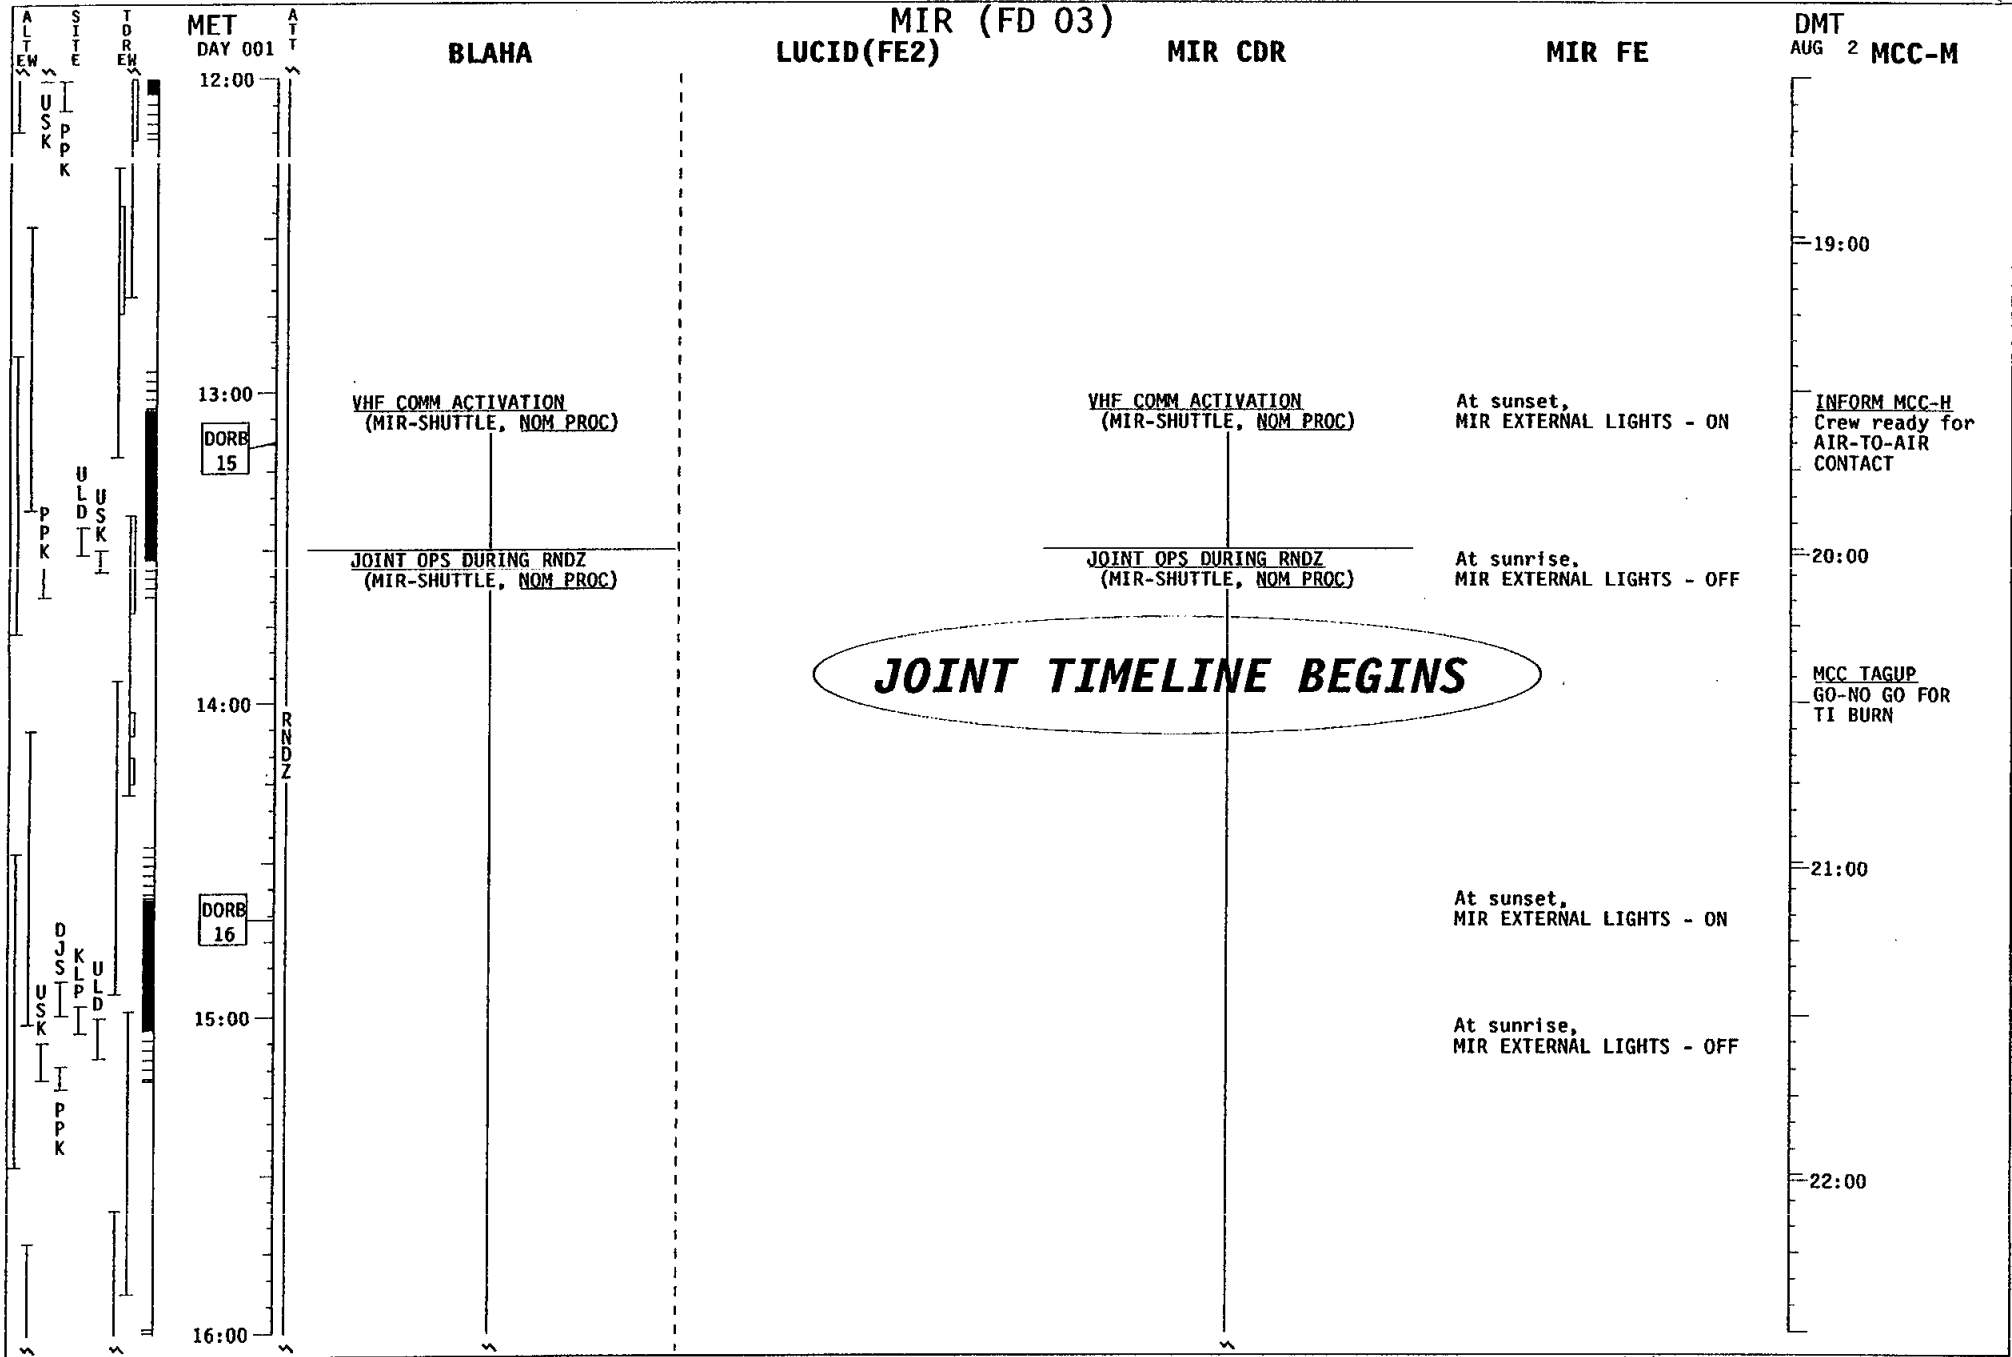 MIR (FD 03)
ALT EW
SITE
TDR EW
MET
DAY 001
ATT
BLAHA
LUCID(FE2)
MIR CDR
MIR FE
DMT
AUG 2
MCC-M
12:00
USK
PPK
19:00
13:00
VHF COMM ACTIVATION
(MIR-SHUTTLE, NOM PROC)
VHF COMM ACTIVATION
(MIR-SHUTTLE, NOM PROC)
At sunset,
MIR EXTERNAL LIGHTS - ON
INFORM MCC-H
Crew ready for
AIR-TO-AIR
CONTACT
DORB
15
ULD
USK
PPK
JOINT OPS DURING RNDZ
(MIR-SHUTTLE, NOM PROC)
JOINT OPS DURING RNDZ
(MIR-SHUTTLE, NOM PROC)
At sunrise,
MIR EXTERNAL LIGHTS - OFF
20:00
JOINT TIMELINE BEGINS
MCC TAGUP
GO-NO GO FOR
TI BURN
14:00
RNDZ
21:00
DORB
16
At sunset,
MIR EXTERNAL LIGHTS - ON
DJS
KLP
ULD
USK
15:00
At sunrise,
MIR EXTERNAL LIGHTS - OFF
PPK
22:00
16:00